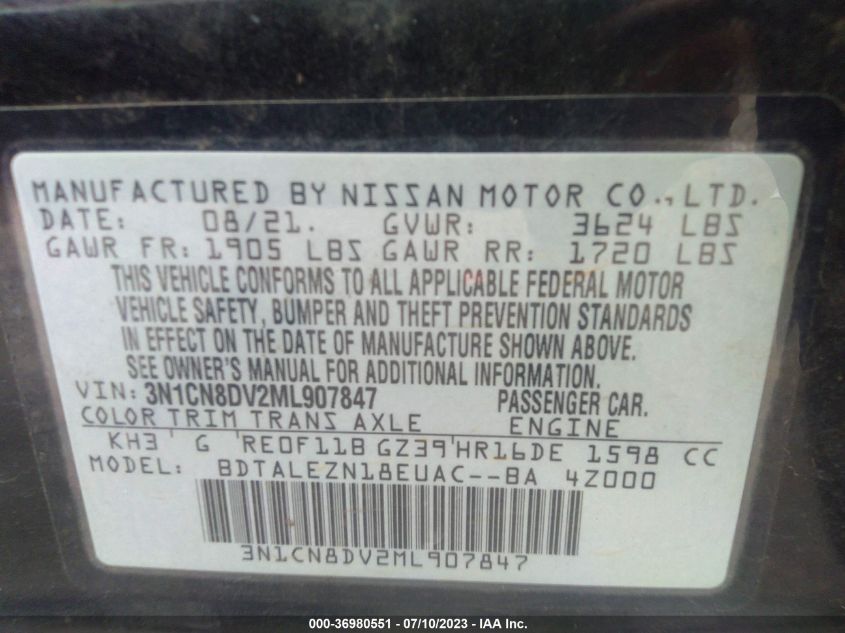 MANUFACTURED BY NISSAN MOTOR CO.,LTD.
DATE: 08/21. GVWR: 3624 LBS
GAWR FR: 1905 LBS GAWR RR: 1720 LBS
THIS VEHICLE CONFORMS TO ALL APPLICABLE FEDERAL MOTOR
VEHICLE SAFETY, BUMPER AND THEFT PREVENTION STANDARDS
IN EFFECT ON THE DATE OF MANUFACTURE SHOWN ABOVE.
SEE OWNER'S MANUAL FOR ADDITIONAL INFORMATION.
VIN: 3N1CN8DV2ML907847 PASSENGER CAR.
COLOR TRIM TRANS AXLE ENGINE
KH3 G RE0F11B GZ39 HR16DE 1598 CC
MODEL: BDTALEZN18EUAC--BA 4Z000
3N1CN8DV2ML907847
000-36980551 - 07/10/2023 - IAA Inc.